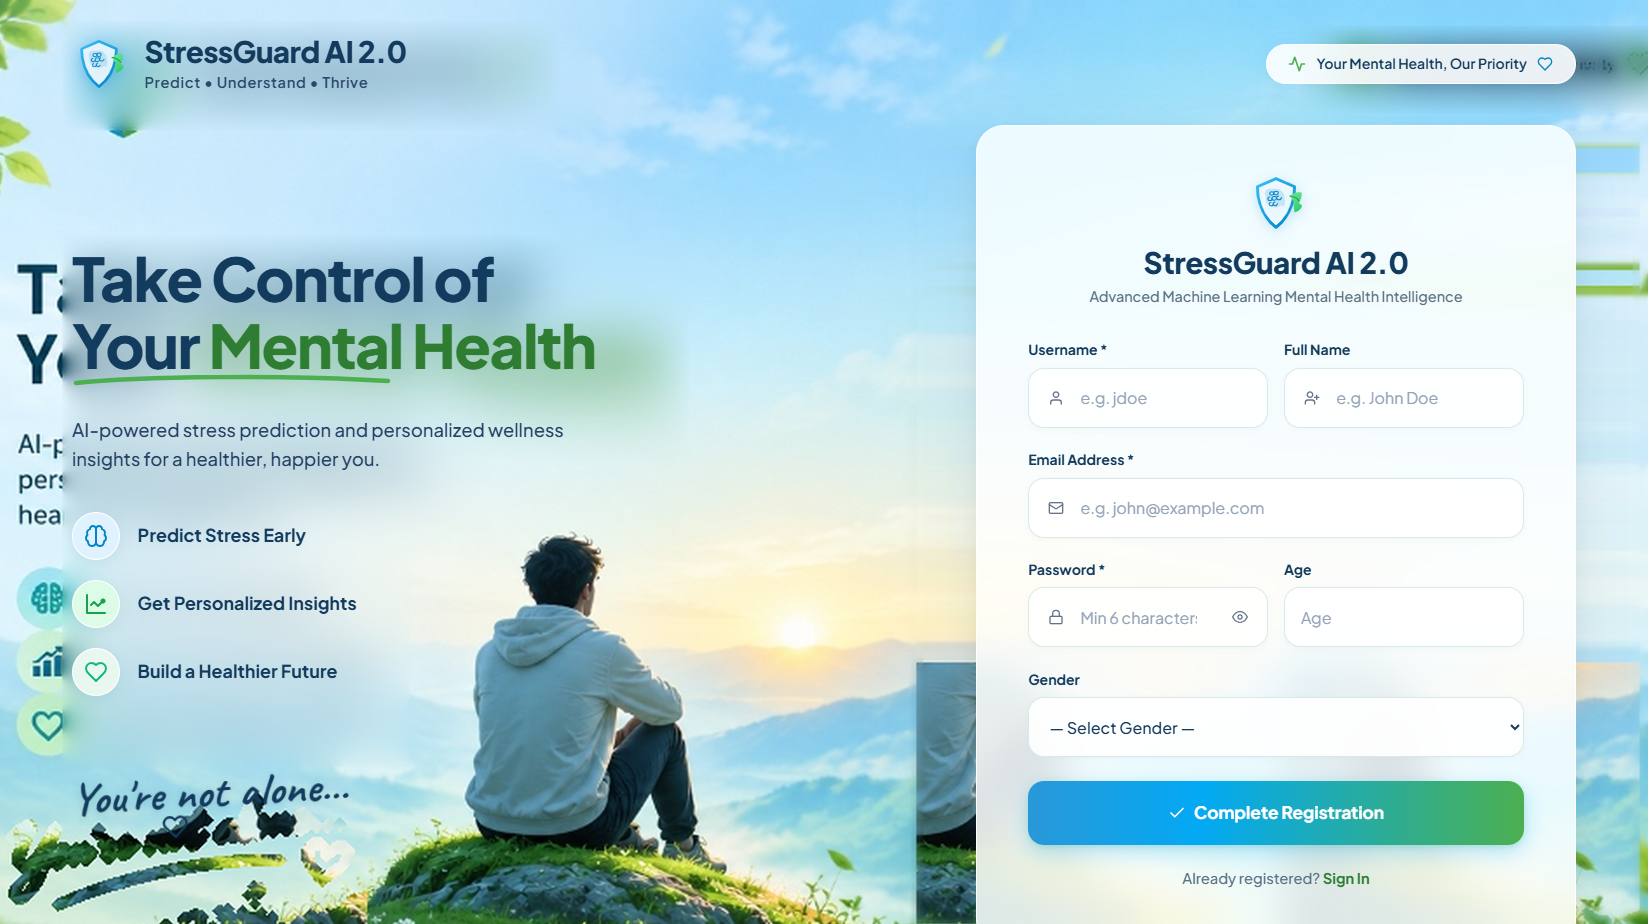 StressGuard AI 2.0
Predict • Understand • Thrive
Your Mental Health, Our Priority
Take Control of
Your Mental Health
AI-powered stress prediction and personalized wellness
insights for a healthier, happier you.
Predict Stress Early
Get Personalized Insights
Build a Healthier Future
You're not alone...
StressGuard AI 2.0
Advanced Machine Learning Mental Health Intelligence
Username *
Full Name
e.g. jdoe
e.g. John Doe
Email Address *
e.g. john@example.com
Password *
Age
Min 6 character
Age
Gender
— Select Gender —
Complete Registration
Already registered? Sign In